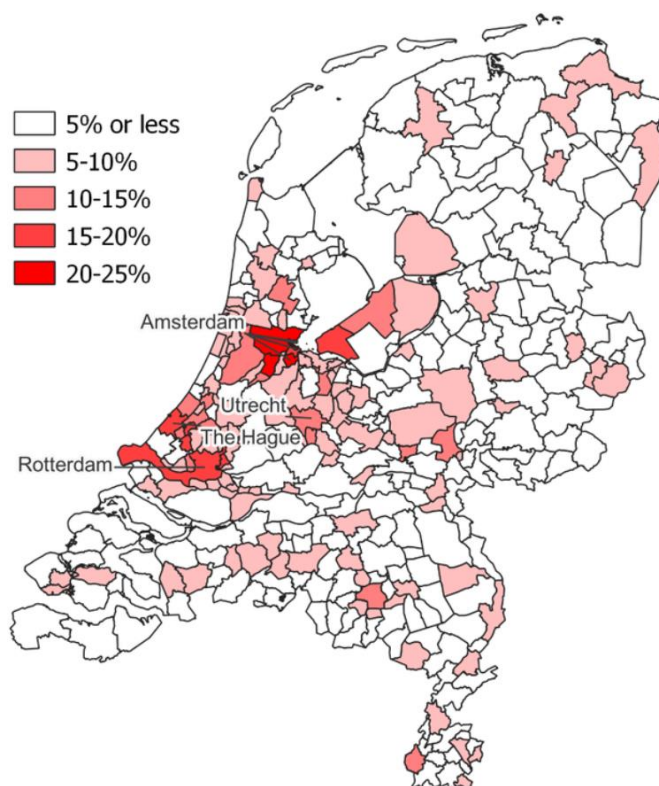 5% or less
5-10%
10-15%
15-20%
20-25%
Amsterdam
Utrecht
The Hague
Rotterdam